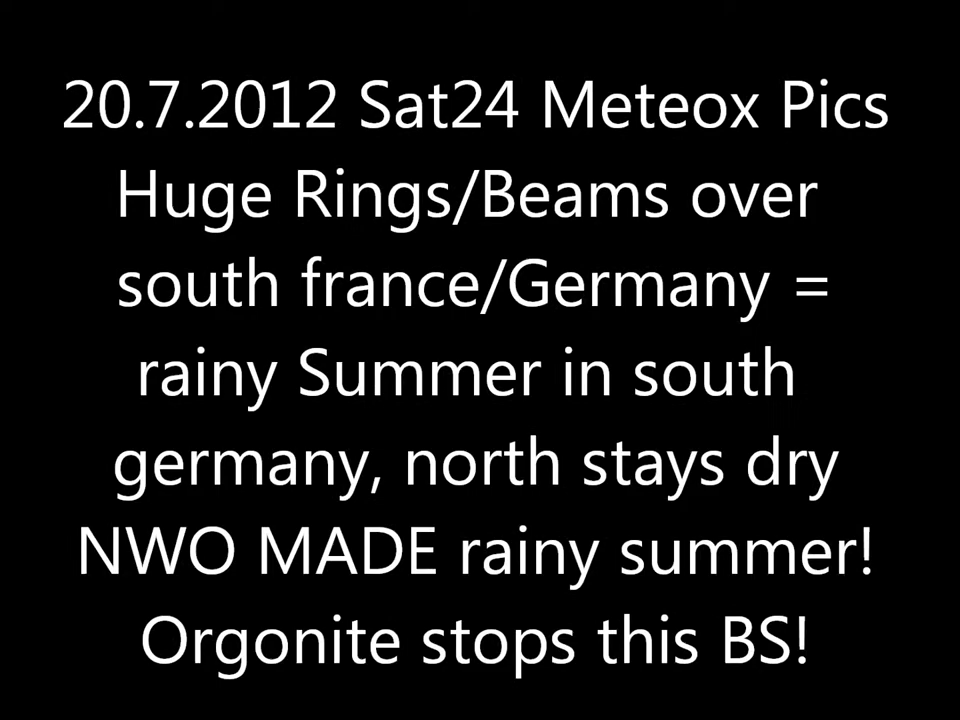 20.7.2012 Sat24 Meteox Pics
Huge Rings/Beams over
south france/Germany =
rainy Summer in south
germany, north stays dry
NWO MADE rainy summer!
Orgonite stops this BS!